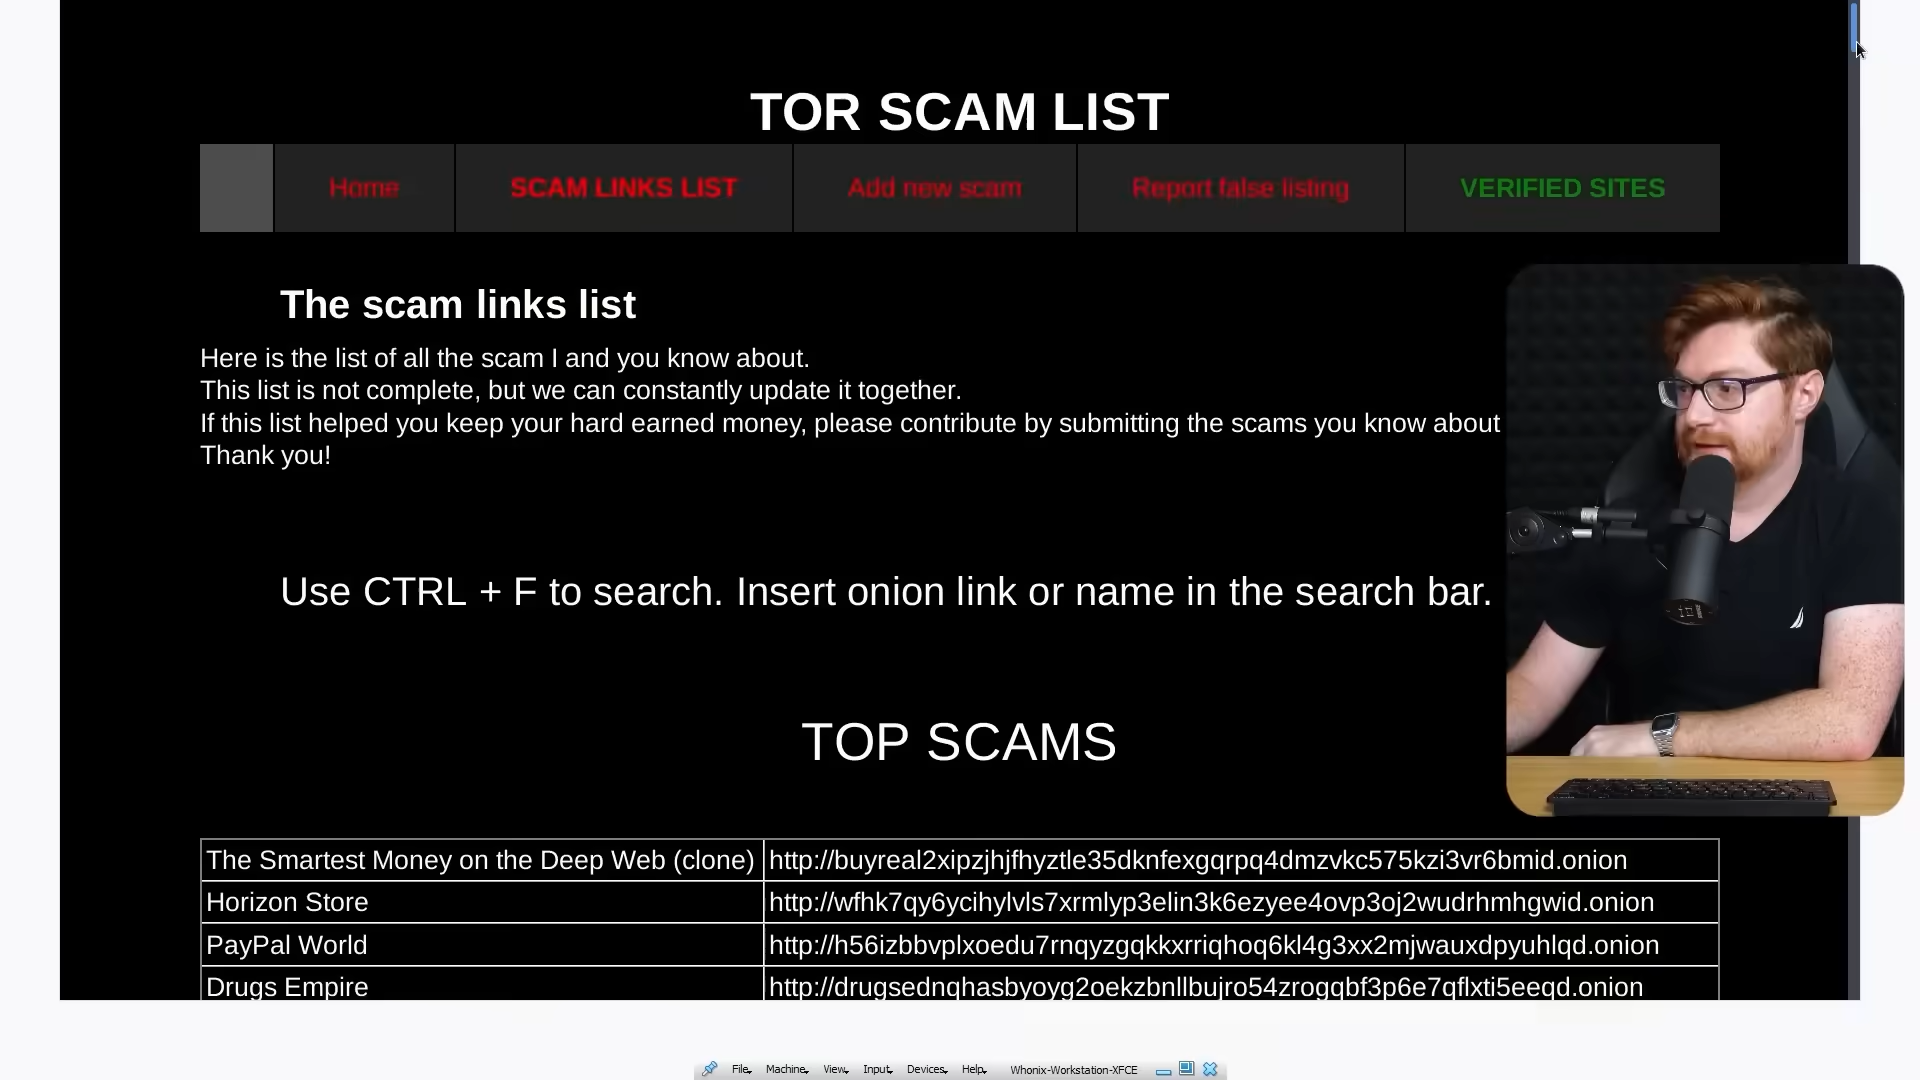 TOR SCAM LIST
Home
SCAM LINKS LIST
Add new scam
Report false listing
VERIFIED SITES
The scam links list
Here is the list of all the scam I and you know about.
This list is not complete, but we can constantly update it together.
If this list helped you keep your hard earned money, please contribute by submitting the scams you know about
Thank you!
Use CTRL + F to search. Insert onion link or name in the search bar.
TOP SCAMS
The Smartest Money on the Deep Web (clone) http://buyreal2xipzjhjfhyztle35dknfexgqrpq4dmzvkc575kzi3vr6bmid.onion
Horizon Store http://wfhk7qy6ycihylvls7xrmlyp3elin3k6ezyee4ovp3oj2wudrhmhgwid.onion
PayPal World http://h56izbbvplxoedu7rnqyzgqkkxrriqhoq6kl4g3xx2mjwauxdpyuhlqd.onion
Drugs Empire http://drugsednqhasbyoyg2oekzbnllbujro54zrogqbf3p6e7qflxti5eeqd.onion
File Machine View Input Devices Help Whonix-Workstation-XFCE